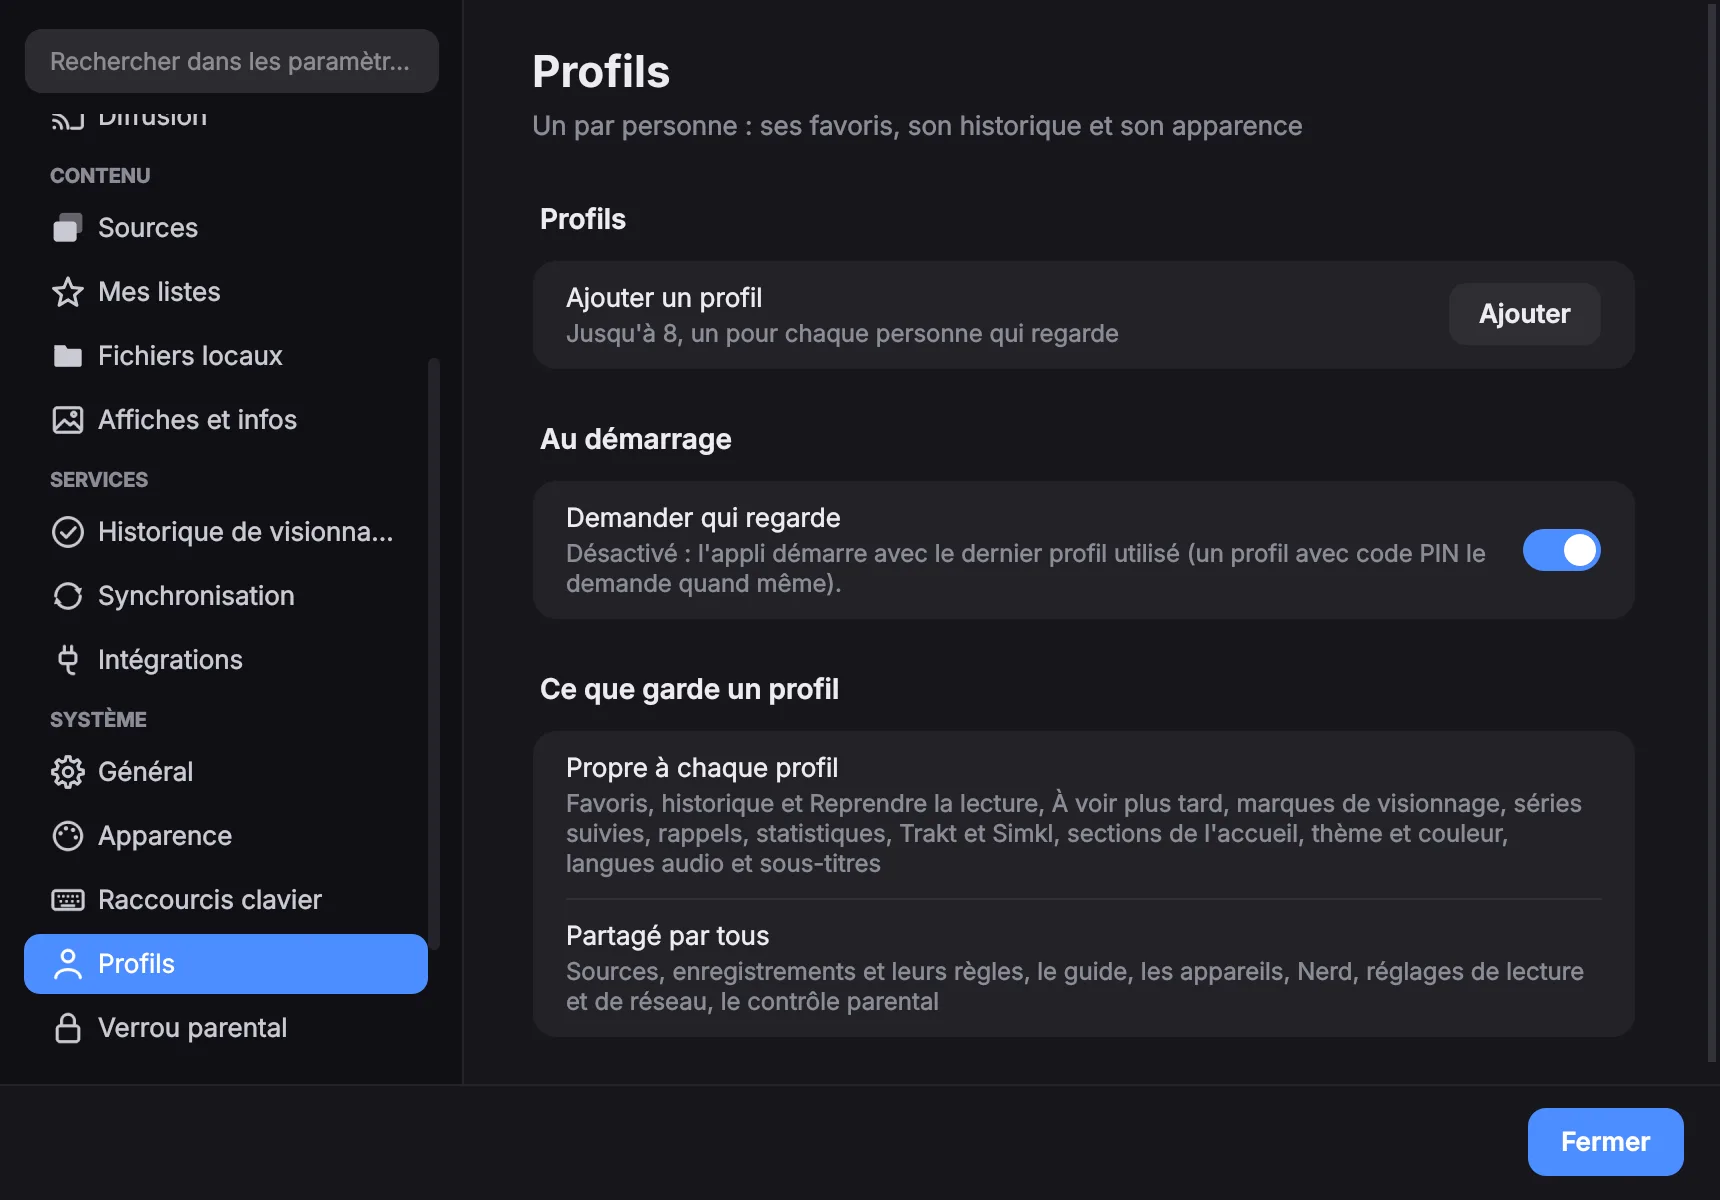 Rechercher dans les paramètr...
Diffusion
CONTENU
Sources
Mes listes
Fichiers locaux
Affiches et infos
SERVICES
Historique de visionna...
Synchronisation
Intégrations
SYSTÈME
Général
Apparence
Raccourcis clavier
Profils
Verrou parental
Profils
Un par personne : ses favoris, son historique et son apparence
Profils
Ajouter un profil
Jusqu'à 8, un pour chaque personne qui regarde
Ajouter
Au démarrage
Demander qui regarde
Désactivé : l'appli démarre avec le dernier profil utilisé (un profil avec code PIN le
demande quand même).
Ce que garde un profil
Propre à chaque profil
Favoris, historique et Reprendre la lecture, À voir plus tard, marques de visionnage, séries
suivies, rappels, statistiques, Trakt et Simkl, sections de l'accueil, thème et couleur,
langues audio et sous-titres
Partagé par tous
Sources, enregistrements et leurs règles, le guide, les appareils, Nerd, réglages de lecture
et de réseau, le contrôle parental
Fermer